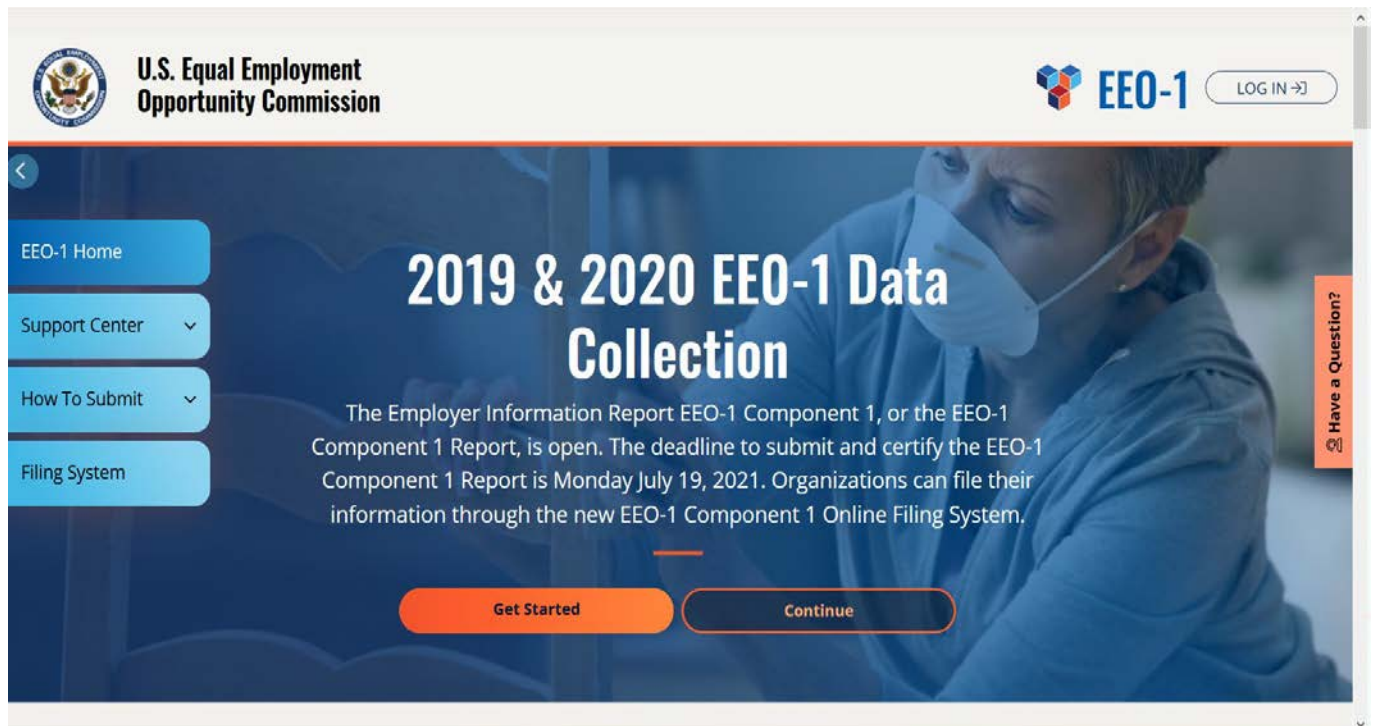 U.S. Equal Employment
Opportunity Commission
EEO-1
LOG IN
EEO-1 Home
Support Center
How To Submit
Filing System
2019 & 2020 EEO-1 Data
Collection
The Employer Information Report EEO-1 Component 1, or the EEO-1
Component 1 Report, is open. The deadline to submit and certify the EEO-1
Component 1 Report is Monday July 19, 2021. Organizations can file their
information through the new EEO-1 Component 1 Online Filing System.
Get Started
Continue
Have a Question?